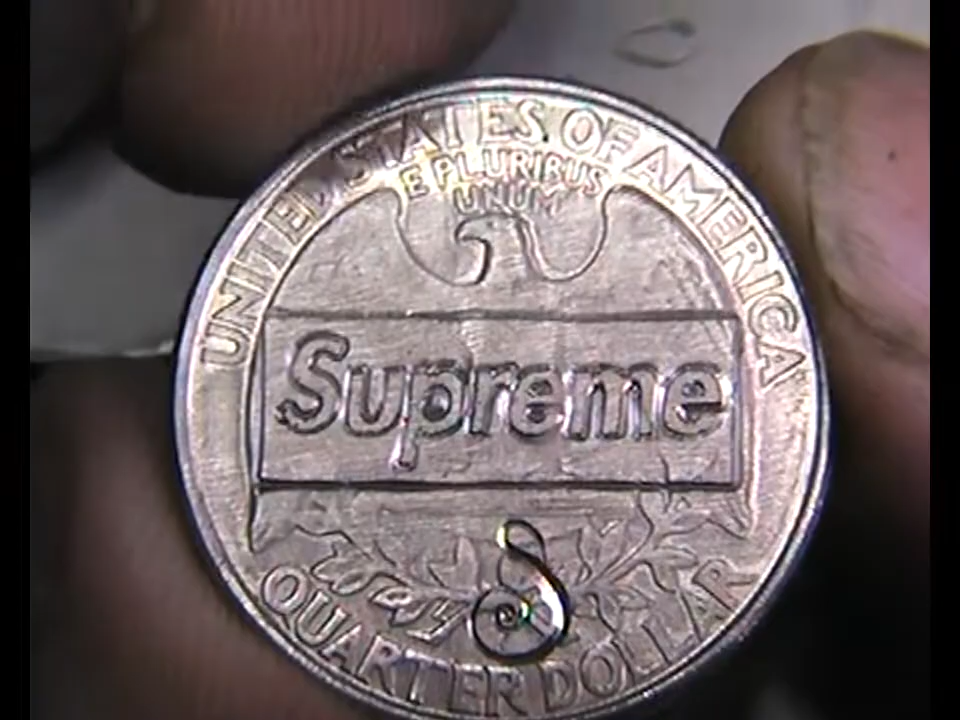 UNITED STATES OF AMERICA
E PLURIBUS
UNUM
Supreme
QUARTER DOLLAR